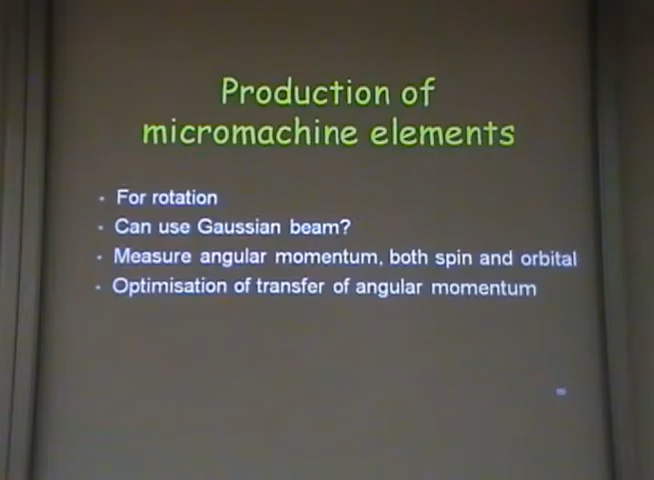 Production of
micromachine elements
- For rotation
- Can use Gaussian beam?
- Measure angular momentum, both spin and orbital
- Optimisation of transfer of angular momentum